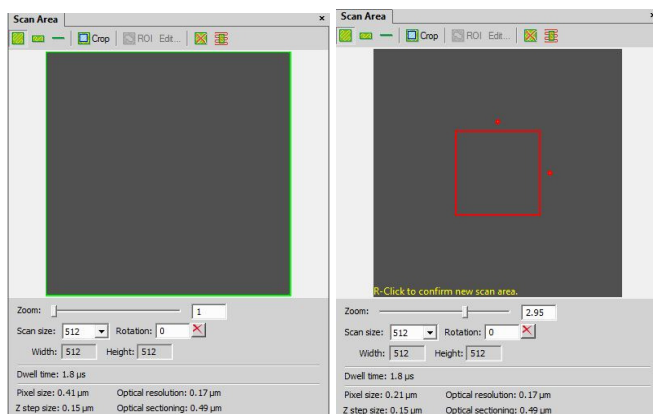 Scan Area ×
Crop ROI Edit...
Zoom: 1
Scan size: 512 Rotation: 0
Width: 512 Height: 512
Dwell time: 1.8 µs
Pixel size: 0.41 µm Optical resolution: 0.17 µm
Z step size: 0.15 µm Optical sectioning: 0.49 µm
Scan Area ×
Crop ROI Edit...
R-Click to confirm new scan area.
Zoom: 2.95
Scan size: 512 Rotation: 0
Width: 512 Height: 512
Dwell time: 1.8 µs
Pixel size: 0.21 µm Optical resolution: 0.17 µm
Z step size: 0.15 µm Optical sectioning: 0.49 µm